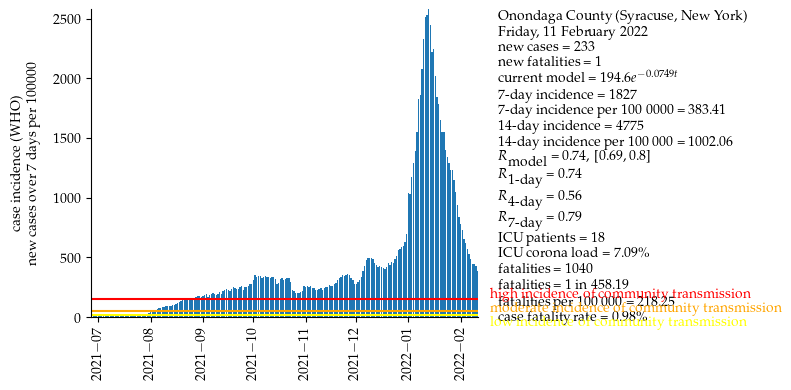 2500
2000
1500
1000
500
0
case incidence (WHO)
new cases over 7 days per 100000
2021−07
2021−08
2021−09
2021−10
2021−11
2021−12
2022−01
2022−02
Onondaga County (Syracuse, New York)
Friday, 11 February 2022
new cases = 233
new fatalities = 1
current model = 194.6e^−0.0749t
7-day incidence = 1827
7-day incidence per 100 0000 = 383.41
14-day incidence = 4775
14-day incidence per 100 000 = 1002.06
R_model = 0.74, [0.69, 0.8]
R_1-day = 0.74
R_4-day = 0.56
R_7-day = 0.79
ICU patients = 18
ICU corona load = 7.09%
fatalities = 1040
fatalities = 1 in 458.19
high incidence of community transmission
fatalities per 100 000 = 218.25
moderate incidence of community transmission
case fatality rate = 0.98%
low incidence of community transmission